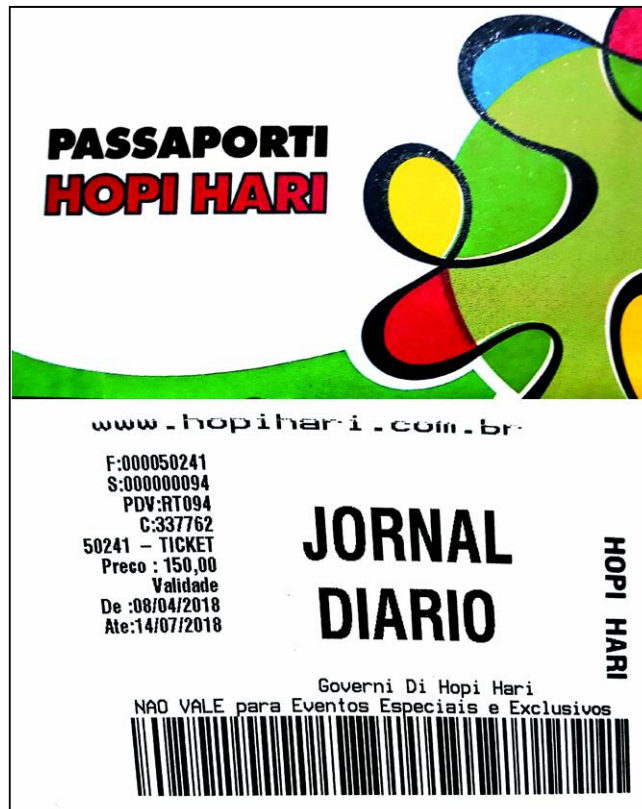 PASSAPORTI
HOPI HARI
www.hopihari.com.br
F:000050241
S:000000094
PDV:RT094
C:337762
50241 - TICKET
Preco : 150,00
Validade
De :08/04/2018
Ate:14/07/2018
JORNAL
DIARIO
HOPI HARI
Governi Di Hopi Hari
NAO VALE para Eventos Especiais e Exclusivos